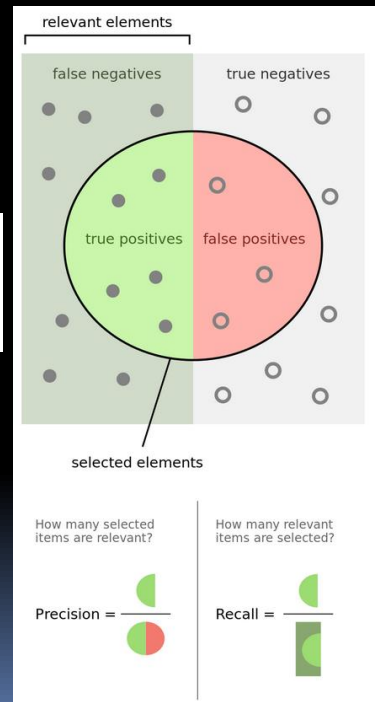 relevant elements
false negatives
true negatives
true positives
false positives
selected elements
How many selected
items are relevant?
Precision =
How many relevant
items are selected?
Recall =